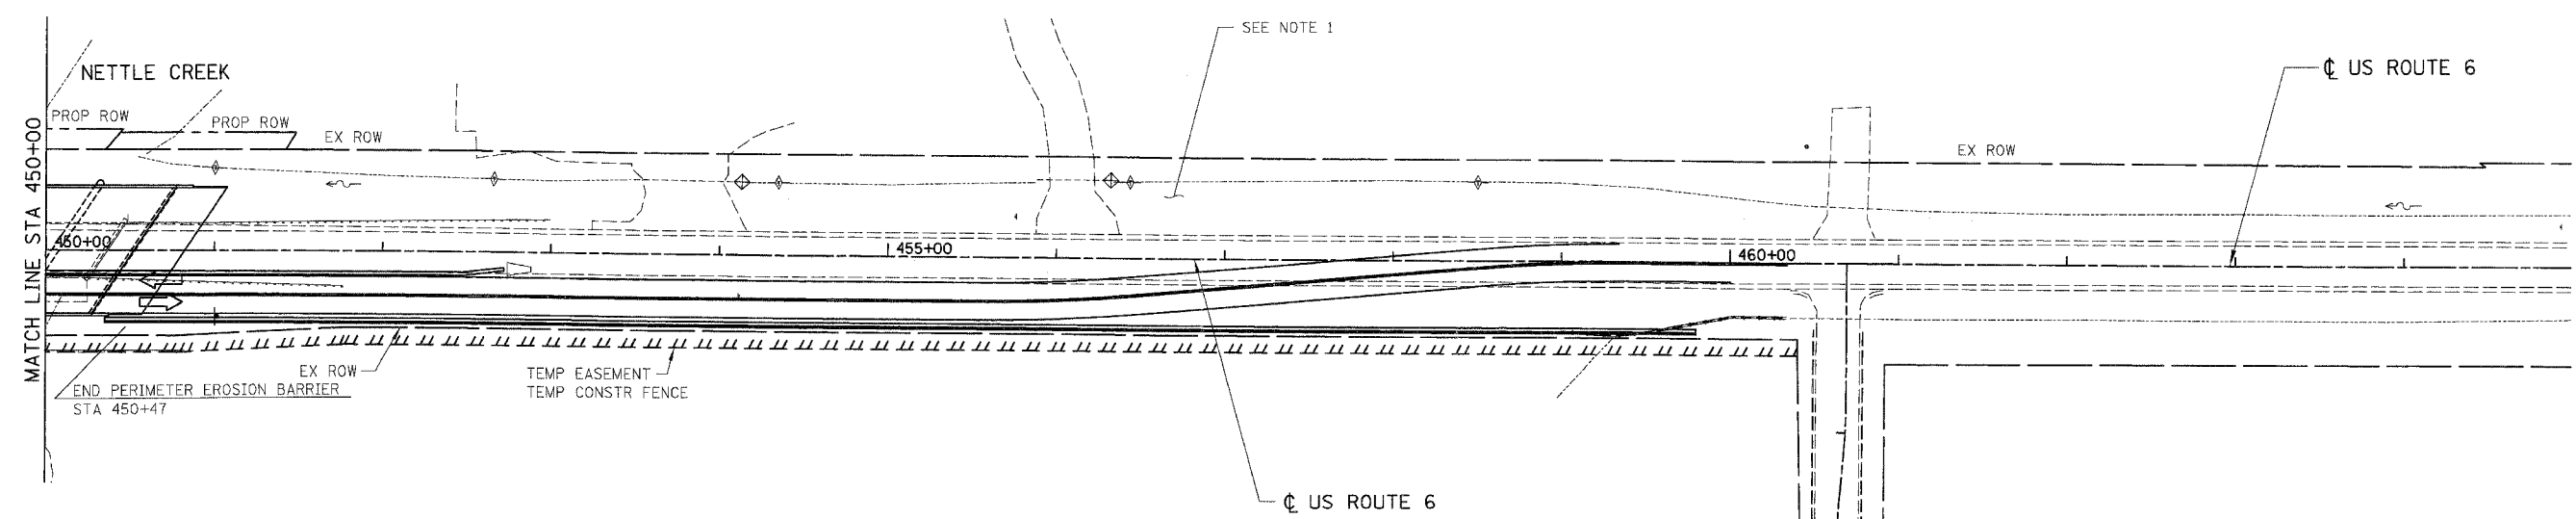 SEE NOTE 1
℄ US ROUTE 6
NETTLE CREEK
PROP ROW
PROP ROW
EX ROW
EX ROW
MATCH LINE STA 450+00
450+00
455+00
460+00
EX ROW
TEMP EASEMENT
TEMP CONSTR FENCE
END PERIMETER EROSION BARRIER
STA 450+47
℄ US ROUTE 6